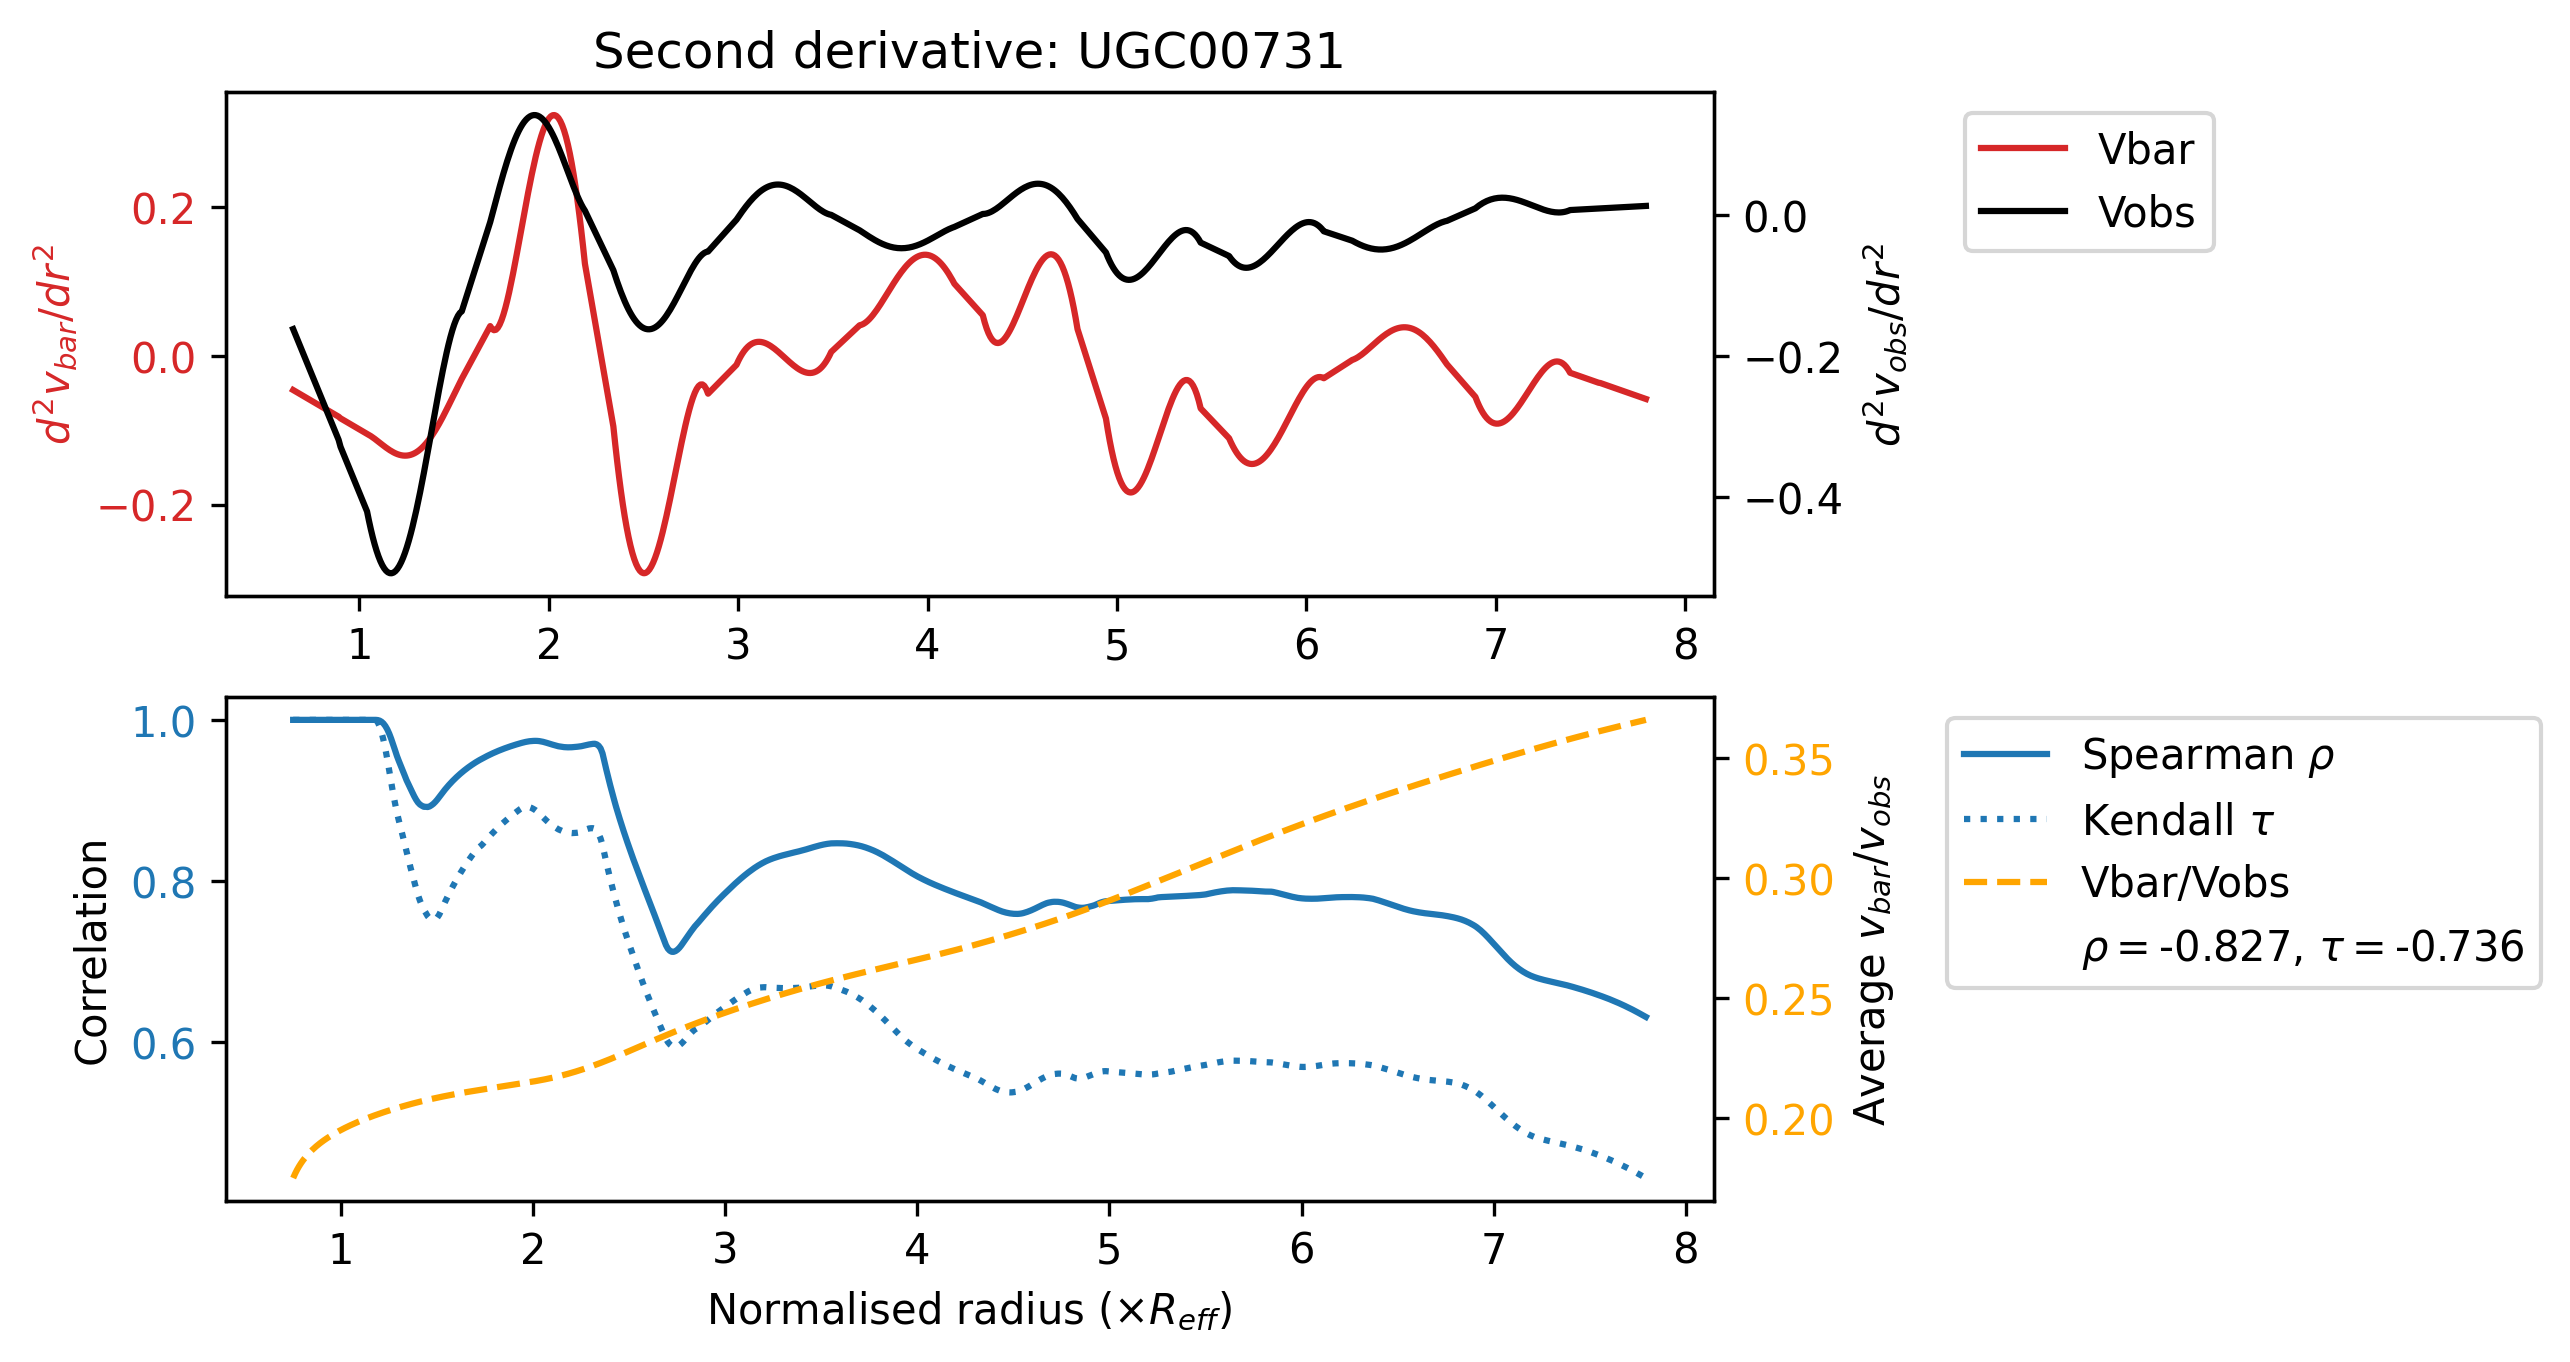 Second derivative: UGC00731
d²v_bar/dr²
0.2
0.0
−0.2
0.0
−0.2
−0.4
d²v_obs/dr²
Vbar
Vobs
1 2 3 4 5 6 7 8
Correlation
1.0
0.8
0.6
0.35
0.30
0.25
0.20
Average v_bar/v_obs
Spearman ρ
Kendall τ
Vbar/Vobs
ρ = -0.827, τ = -0.736
1 2 3 4 5 6 7 8
Normalised radius (×R_eff)